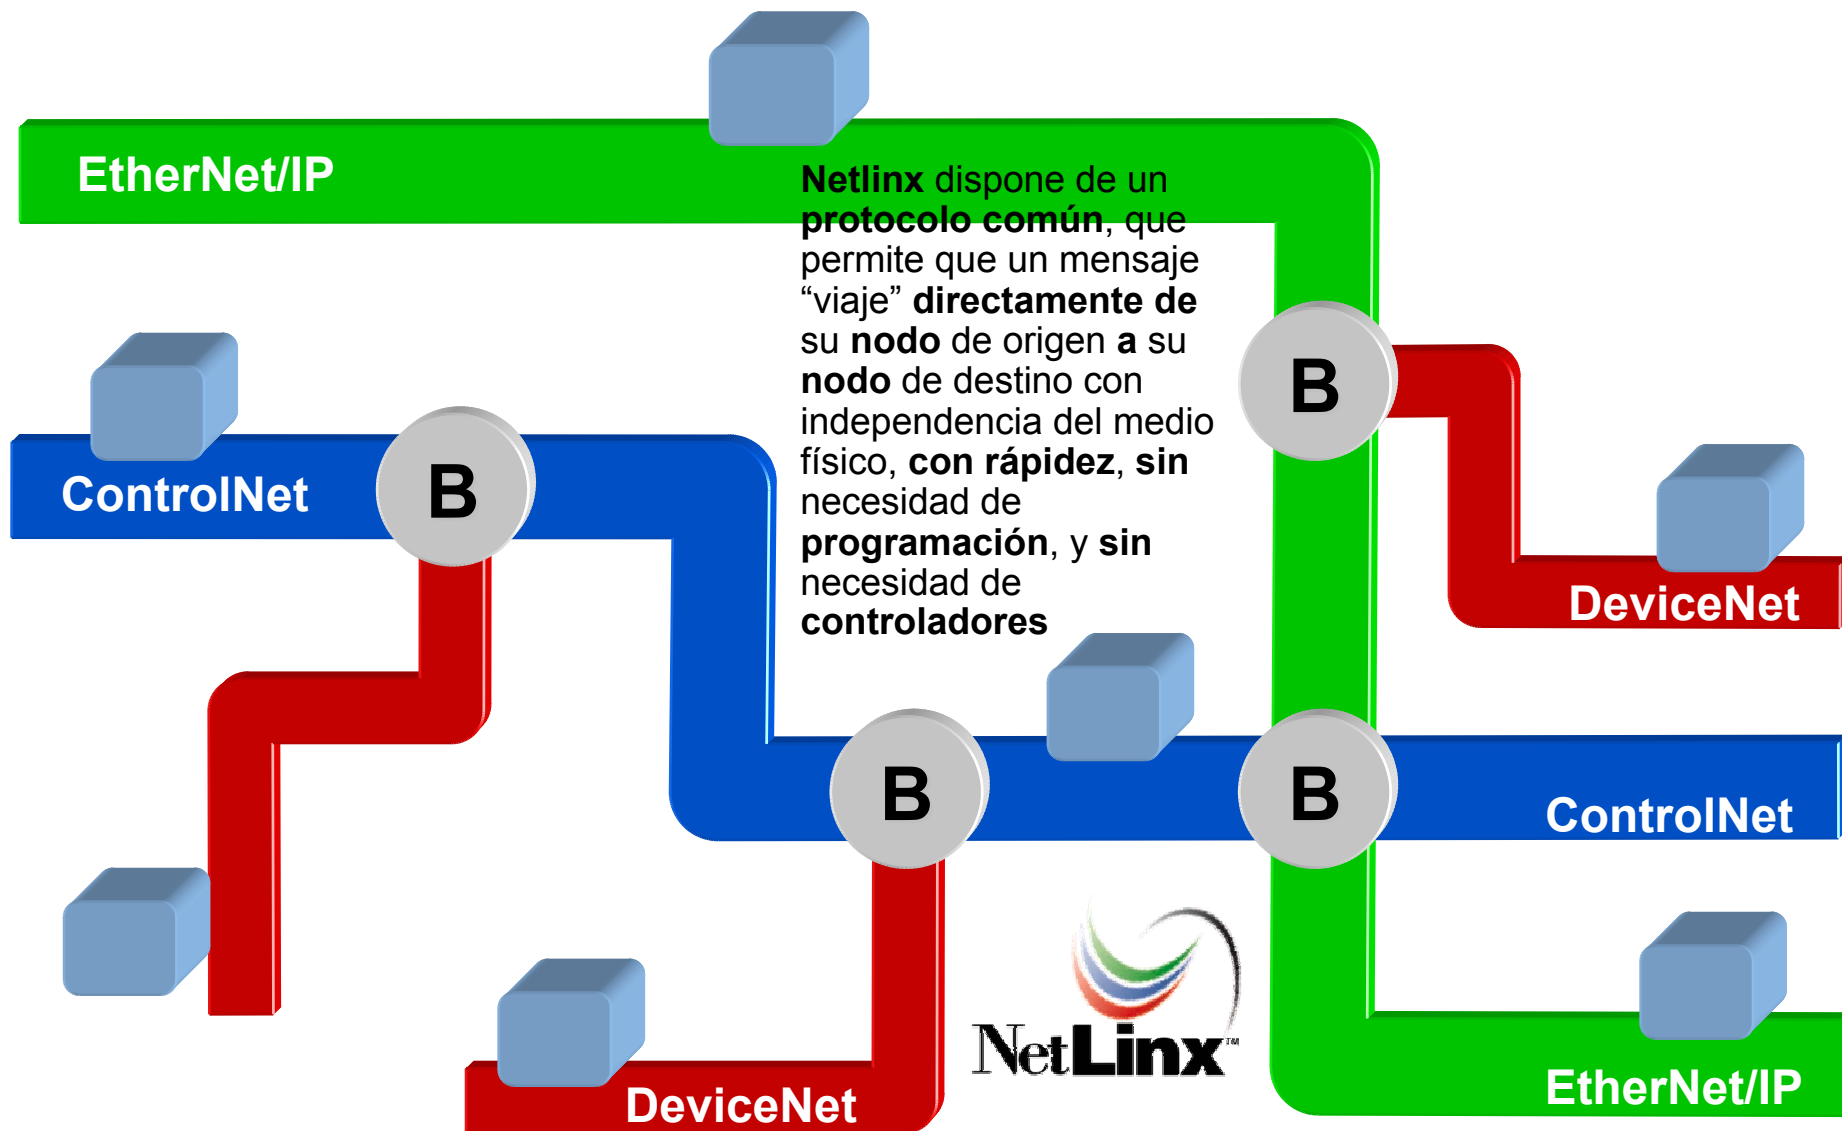 EtherNet/IP
Netlinx dispone de un
protocolo común, que
permite que un mensaje
“viaje” directamente de
su nodo de origen a su
nodo de destino con
independencia del medio
físico, con rápidez, sin
necesidad de
programación, y sin
necesidad de
controladores
B
ControlNet
B
DeviceNet
B
B
ControlNet
NetLinx™
EtherNet/IP
DeviceNet